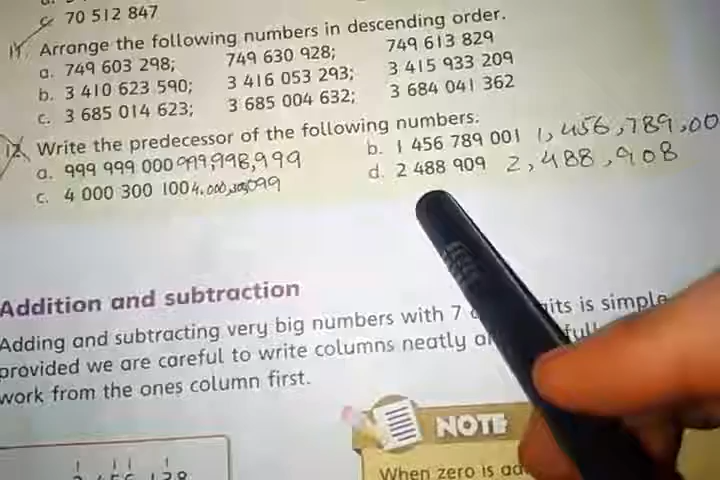 c. 70 512 847
11. Arrange the following numbers in descending order.
a. 749 603 298; 749 630 928; 749 613 829
b. 3 410 623 590; 3 416 053 293; 3 415 933 209
c. 3 685 014 623; 3 685 004 632; 3 684 041 362
12. Write the predecessor of the following numbers.
a. 999 999 000 999,998,999 b. 1 456 789 001 1,456,789,00
c. 4 000 300 100 4,000,300,099 d. 2 488 909 2,488,908
Addition and subtraction
Adding and subtracting very big numbers with 7 its is simple
provided we are careful to write columns neatly
work from the ones column first.
NOTE
When zero is ad